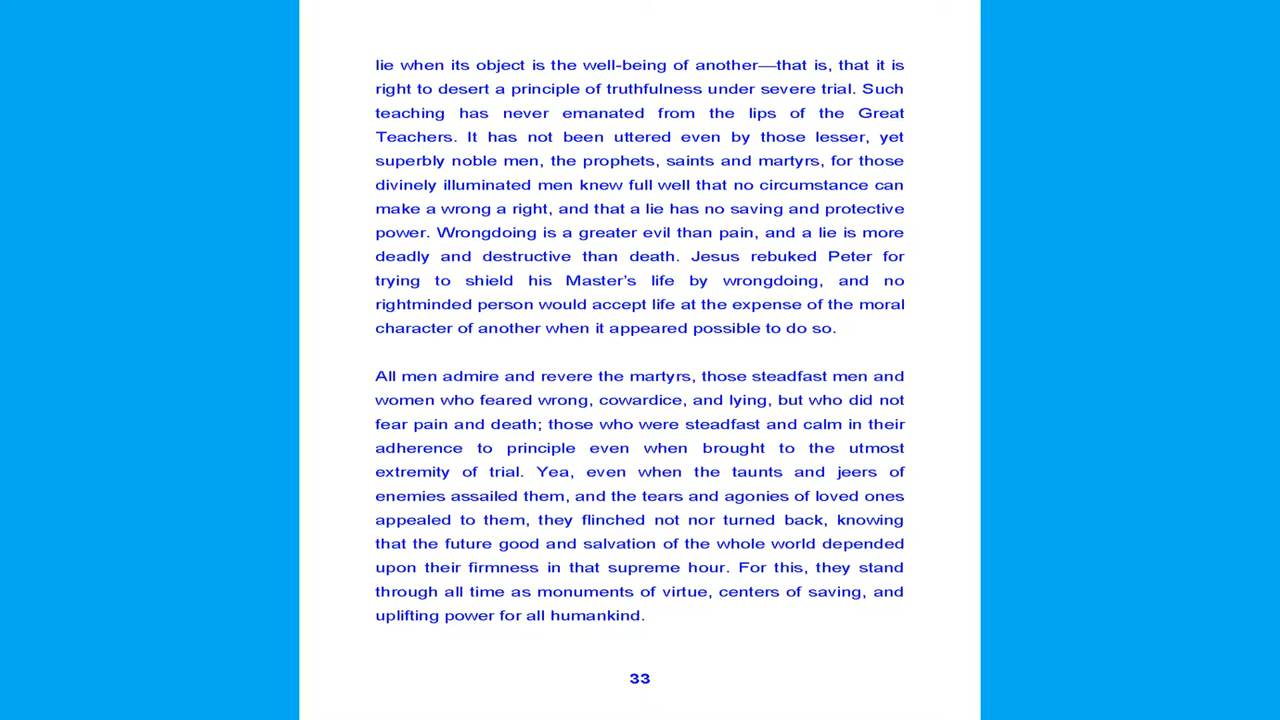 lie when its object is the well-being of another—that is, that it is
right to desert a principle of truthfulness under severe trial. Such
teaching has never emanated from the lips of the Great
Teachers. It has not been uttered even by those lesser, yet
superbly noble men, the prophets, saints and martyrs, for those
divinely illuminated men knew full well that no circumstance can
make a wrong a right, and that a lie has no saving and protective
power. Wrongdoing is a greater evil than pain, and a lie is more
deadly and destructive than death. Jesus rebuked Peter for
trying to shield his Master's life by wrongdoing, and no
rightminded person would accept life at the expense of the moral
character of another when it appeared possible to do so.
All men admire and revere the martyrs, those steadfast men and
women who feared wrong, cowardice, and lying, but who did not
fear pain and death; those who were steadfast and calm in their
adherence to principle even when brought to the utmost
extremity of trial. Yea, even when the taunts and jeers of
enemies assailed them, and the tears and agonies of loved ones
appealed to them, they flinched not nor turned back, knowing
that the future good and salvation of the whole world depended
upon their firmness in that supreme hour. For this, they stand
through all time as monuments of virtue, centers of saving, and
uplifting power for all humankind.
33